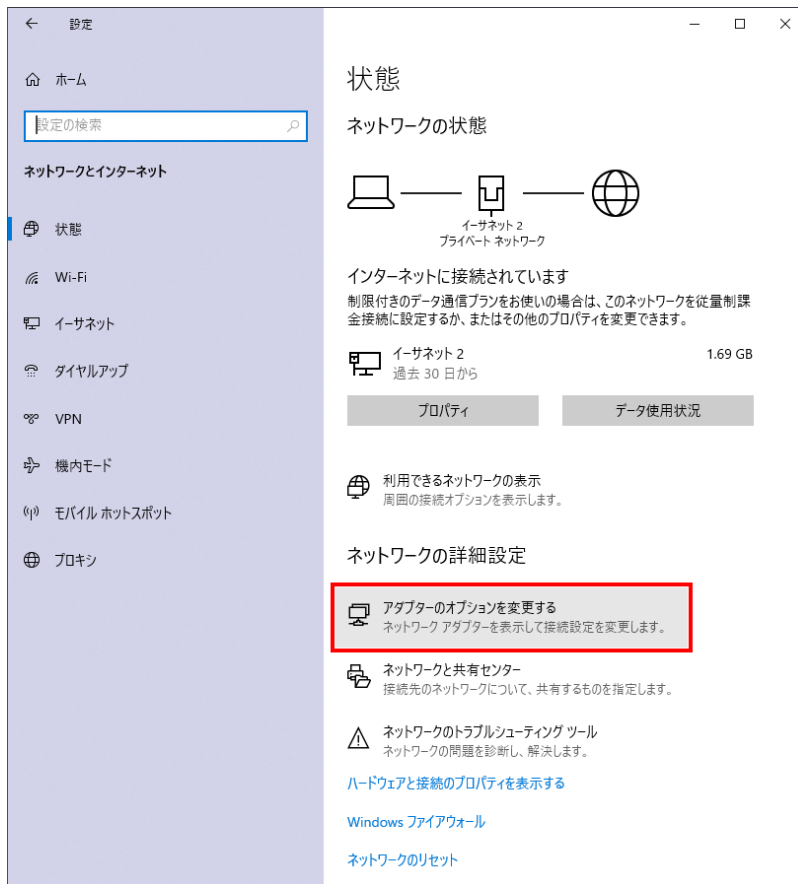 設定
ホーム
設定の検索
ネットワークとインターネット
状態
Wi-Fi
イーサネット
ダイヤルアップ
VPN
機内モード
モバイル ホットスポット
プロキシ
状態
ネットワークの状態
イーサネット 2
プライベート ネットワーク
インターネットに接続されています
制限付きのデータ通信プランをお使いの場合は、このネットワークを従量制課
金接続に設定するか、またはその他のプロパティを変更できます。
イーサネット 2
1.69 GB
過去 30 日から
プロパティ
データ使用状況
利用できるネットワークの表示
周囲の接続オプションを表示します。
ネットワークの詳細設定
アダプターのオプションを変更する
ネットワーク アダプターを表示して接続設定を変更します。
ネットワークと共有センター
接続先のネットワークについて、共有するものを指定します。
ネットワークのトラブルシューティング ツール
ネットワークの問題を診断し、解決します。
ハードウェアと接続のプロパティを表示する
Windows ファイアウォール
ネットワークのリセット